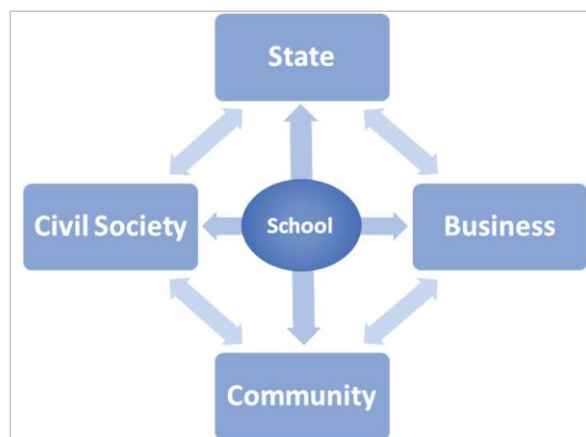 State
Civil Society
School
Business
Community